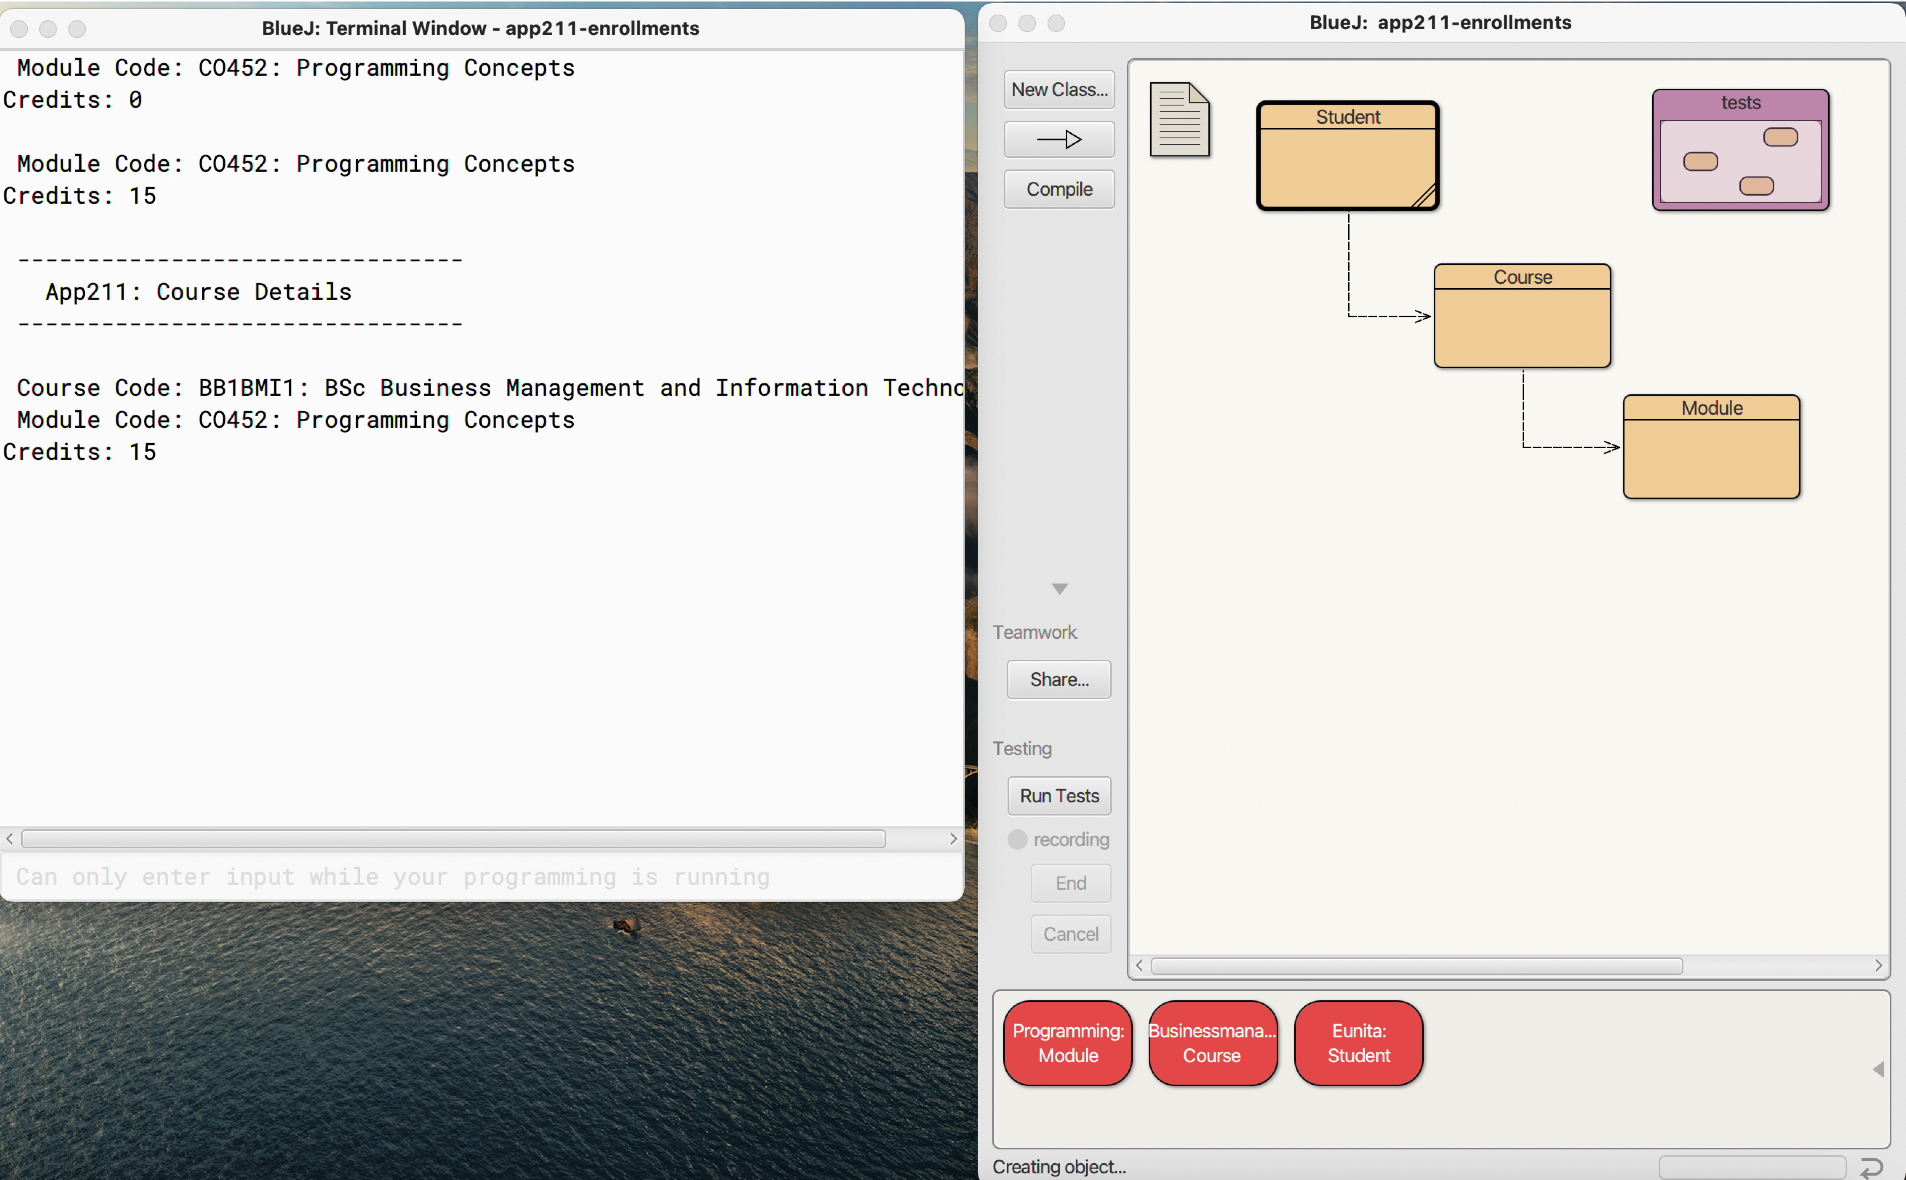 BlueJ: Terminal Window - app211-enrollments
Module Code: CO452: Programming Concepts
Credits: 0
Module Code: CO452: Programming Concepts
Credits: 15
--------------------------------
App211: Course Details
--------------------------------
Course Code: BB1BMI1: BSc Business Management and Information Techno
Module Code: CO452: Programming Concepts
Credits: 15
Can only enter input while your programming is running
BlueJ: app211-enrollments
New Class...
Compile
Student
tests
Course
Module
Teamwork
Share...
Testing
Run Tests
recording
End
Cancel
Programming:
Module
Businessmana...
Course
Eunita:
Student
Creating object...